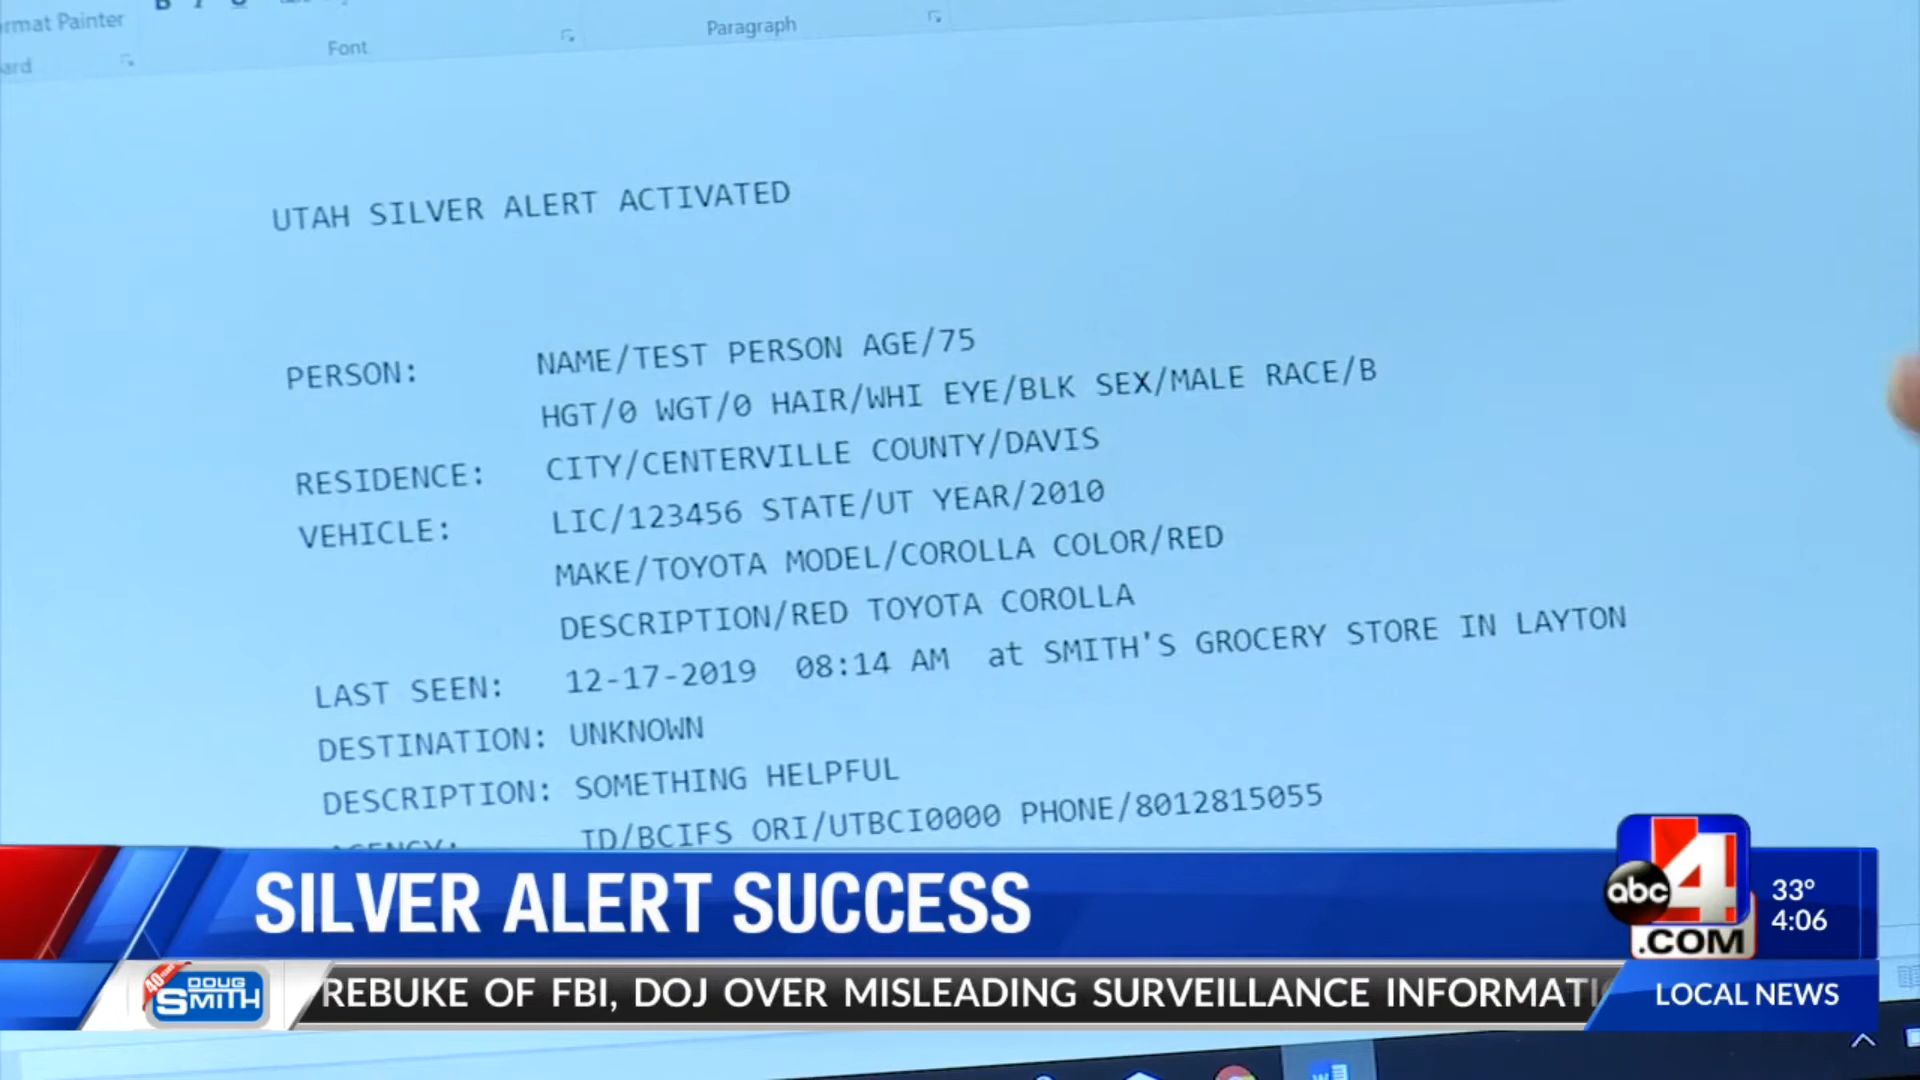 Format Painter
Font
Paragraph
UTAH SILVER ALERT ACTIVATED
PERSON: NAME/TEST PERSON AGE/75
HGT/0 WGT/0 HAIR/WHI EYE/BLK SEX/MALE RACE/B
RESIDENCE: CITY/CENTERVILLE COUNTY/DAVIS
VEHICLE: LIC/123456 STATE/UT YEAR/2010
MAKE/TOYOTA MODEL/COROLLA COLOR/RED
DESCRIPTION/RED TOYOTA COROLLA
LAST SEEN: 12-17-2019 08:14 AM at SMITH'S GROCERY STORE IN LAYTON
DESTINATION: UNKNOWN
DESCRIPTION: SOMETHING HELPFUL
AGENCY: ID/BCIFS ORI/UTBCI0000 PHONE/8012815055
SILVER ALERT SUCCESS
abc 4 .COM
33°
4:06
40 DOUG SMITH
REBUKE OF FBI, DOJ OVER MISLEADING SURVEILLANCE INFORMATI
LOCAL NEWS